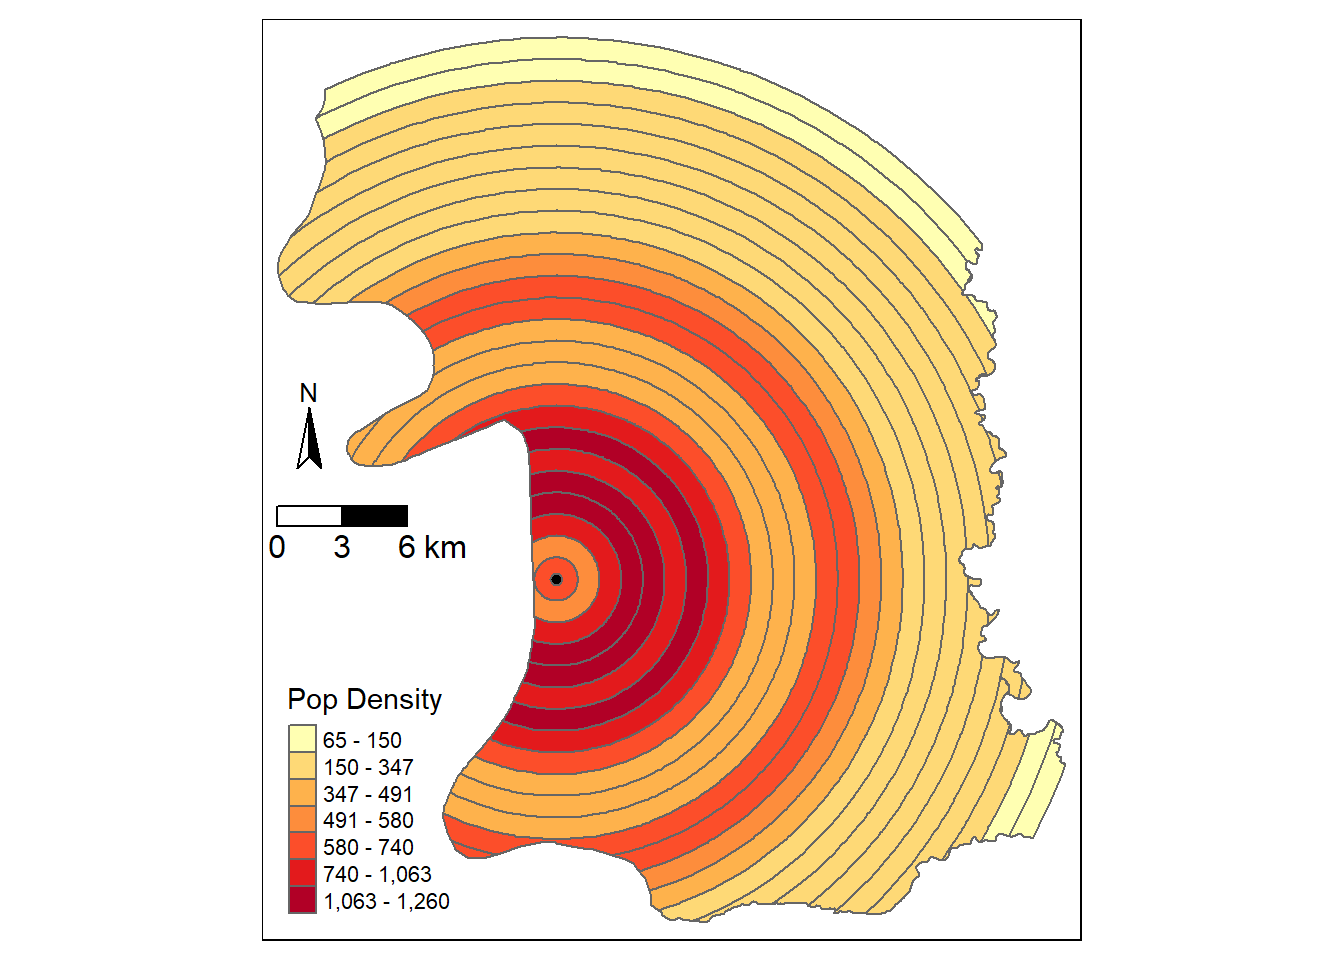 N
0 3 6 km
Pop Density
65 - 150
150 - 347
347 - 491
491 - 580
580 - 740
740 - 1,063
1,063 - 1,260